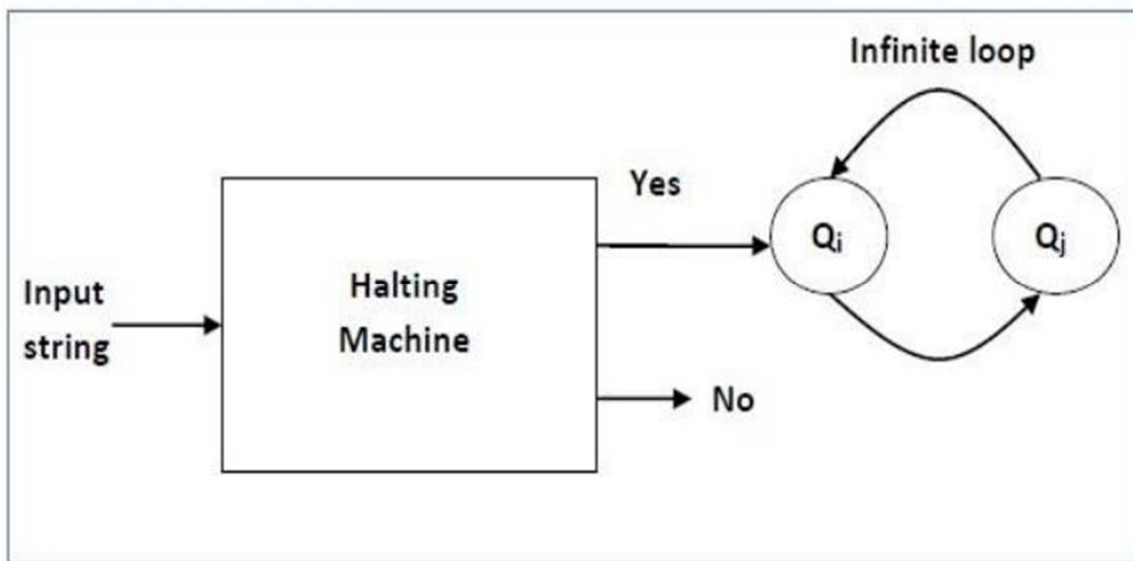 Infinite loop
Yes
Qi
Qj
Input
string
Halting
Machine
No